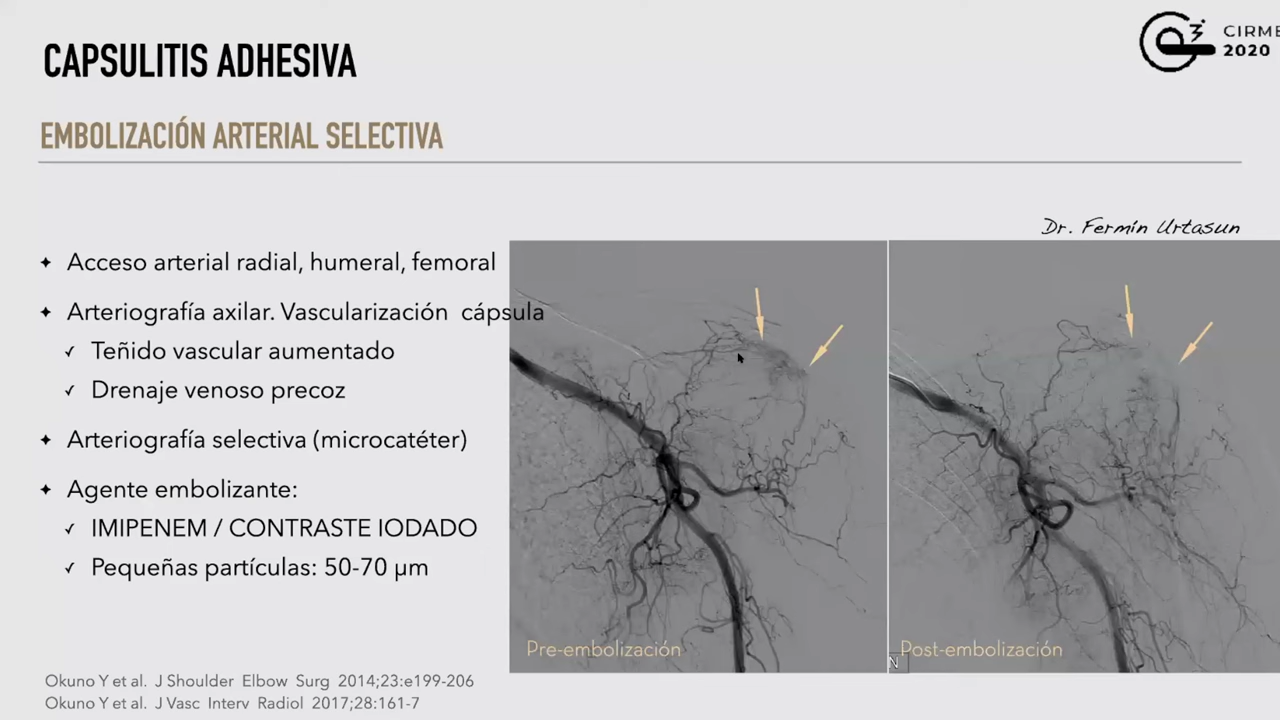 CAPSULITIS ADHESIVA
CIRME
2020
EMBOLIZACIÓN ARTERIAL SELECTIVA
Dr. Fermín Urtasun
✦ Acceso arterial radial, humeral, femoral
✦ Arteriografía axilar. Vascularización cápsula
✓ Teñido vascular aumentado
✓ Drenaje venoso precoz
✦ Arteriografía selectiva (microcatéter)
✦ Agente embolizante:
✓ IMIPENEM / CONTRASTE IODADO
✓ Pequeñas partículas: 50-70 μm
Pre-embolización
N
Post-embolización
Okuno Y et al. J Shoulder Elbow Surg 2014;23:e199-206
Okuno Y et al. J Vasc Interv Radiol 2017;28:161-7